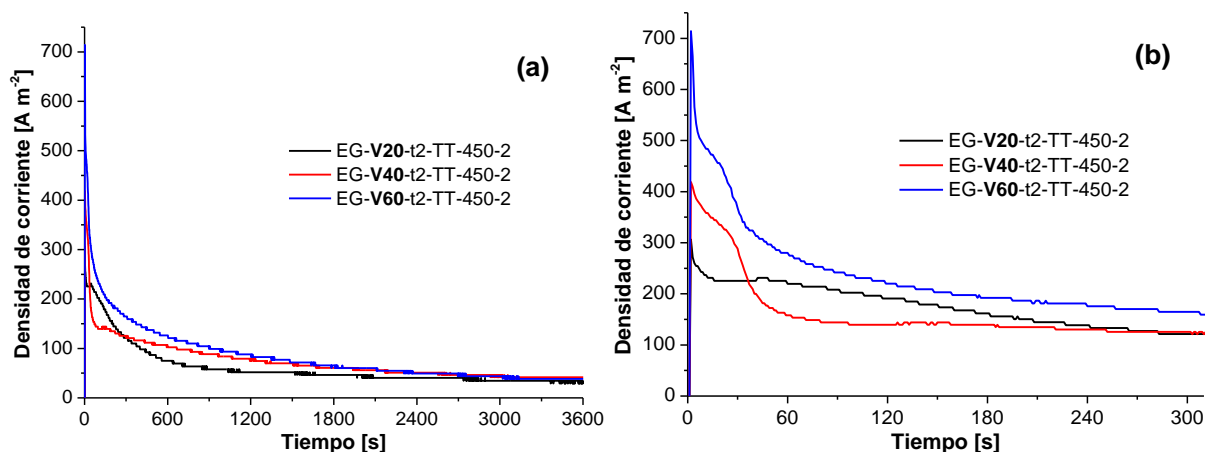 (a)
Densidad de corriente [A m-2]
700
600
500
400
300
200
100
0
EG-V20-t2-TT-450-2
EG-V40-t2-TT-450-2
EG-V60-t2-TT-450-2
0 600 1200 1800 2400 3000 3600
Tiempo [s]
(b)
Densidad de corriente [A m-2]
700
600
500
400
300
200
100
0
EG-V20-t2-TT-450-2
EG-V40-t2-TT-450-2
EG-V60-t2-TT-450-2
0 60 120 180 240 300
Tiempo [s]